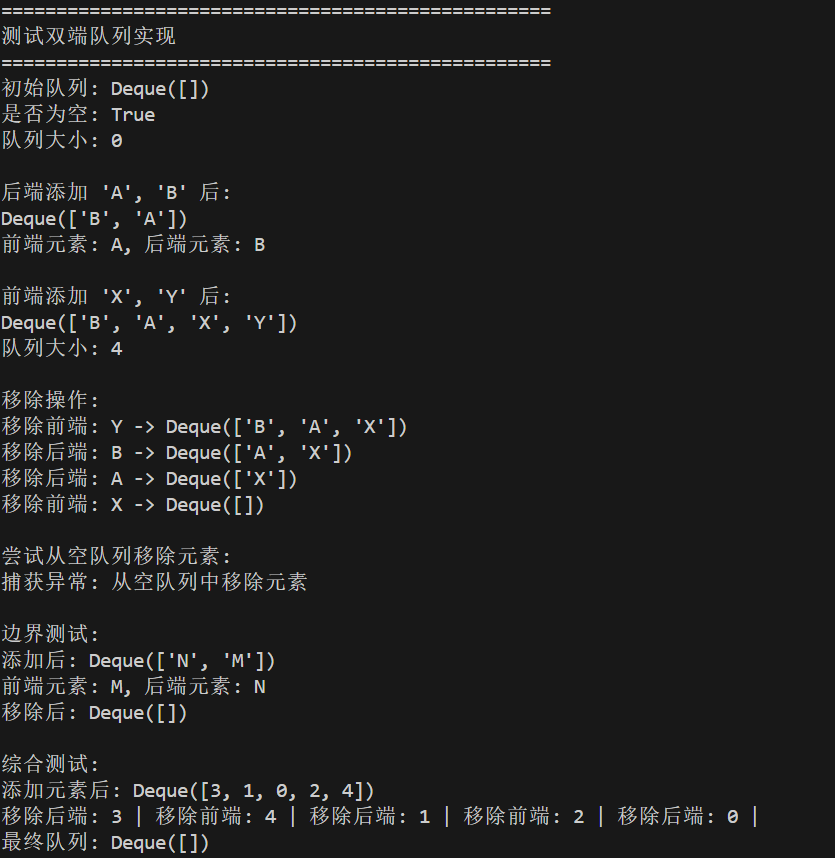 ==================================================
测试双端队列实现
==================================================
初始队列: Deque([])
是否为空: True
队列大小: 0
后端添加 'A', 'B' 后:
Deque(['B', 'A'])
前端元素: A, 后端元素: B
前端添加 'X', 'Y' 后:
Deque(['B', 'A', 'X', 'Y'])
队列大小: 4
移除操作:
移除前端: Y -> Deque(['B', 'A', 'X'])
移除后端: B -> Deque(['A', 'X'])
移除后端: A -> Deque(['X'])
移除前端: X -> Deque([])
尝试从空队列移除元素:
捕获异常: 从空队列中移除元素
边界测试:
添加后: Deque(['N', 'M'])
前端元素: M, 后端元素: N
移除后: Deque([])
综合测试:
添加元素后: Deque([3, 1, 0, 2, 4])
移除后端: 3 | 移除前端: 4 | 移除后端: 1 | 移除前端: 2 | 移除后端: 0 |
最终队列: Deque([])